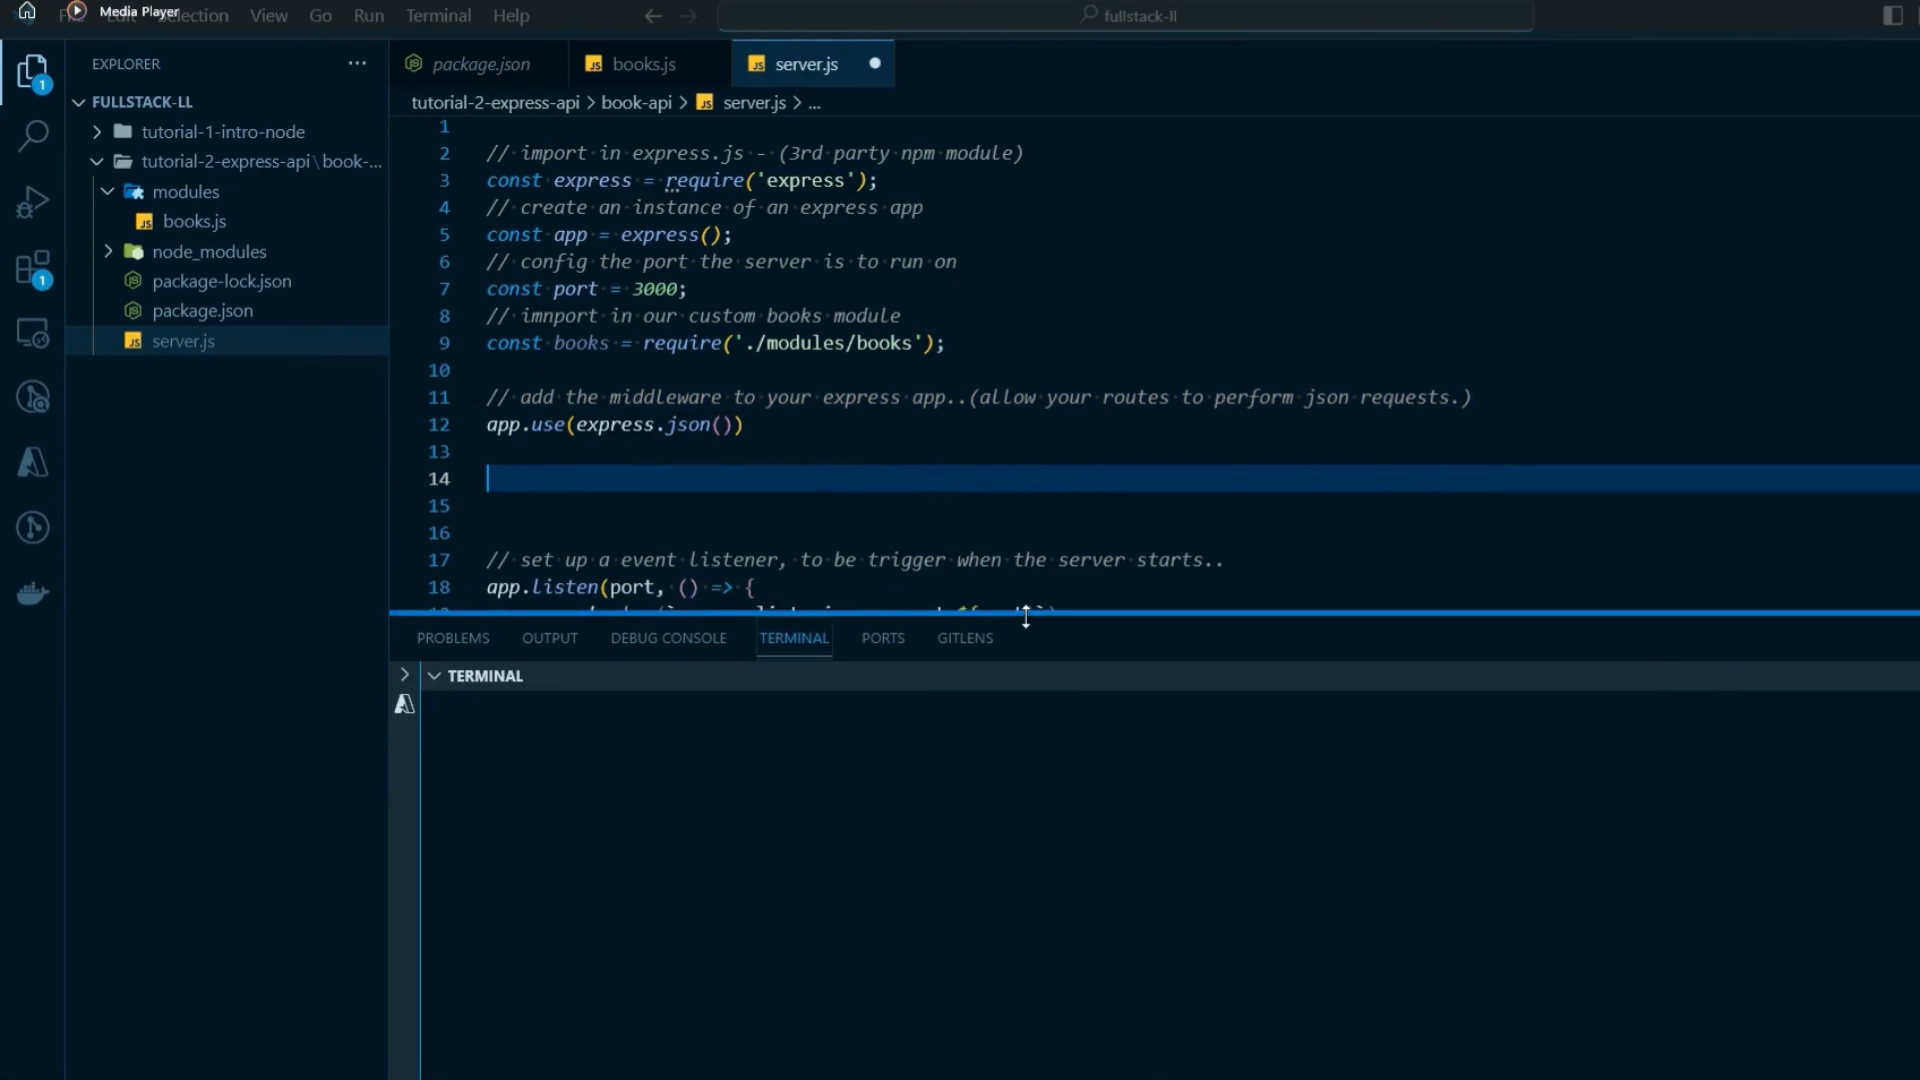 Media Player
Selection View Go Run Terminal Help
fullstack-ll
EXPLORER
FULLSTACK-LL
tutorial-1-intro-node
tutorial-2-express-api\book-...
modules
books.js
node_modules
package-lock.json
package.json
server.js
package.json
books.js
server.js
tutorial-2-express-api > book-api > server.js > ...
1
2 // import in express.js - (3rd party npm module)
3 const express = require('express');
4 // create an instance of an express app
5 const app = express();
6 // config the port the server is to run on
7 const port = 3000;
8 // imnport in our custom books module
9 const books = require('./modules/books');
10
11 // add the middleware to your express app..(allow your routes to perform json requests.)
12 app.use(express.json())
13
14
15
16
17 // set up a event listener, to be trigger when the server starts..
18 app.listen(port, () => {
PROBLEMS OUTPUT DEBUG CONSOLE TERMINAL PORTS GITLENS
TERMINAL
1
1